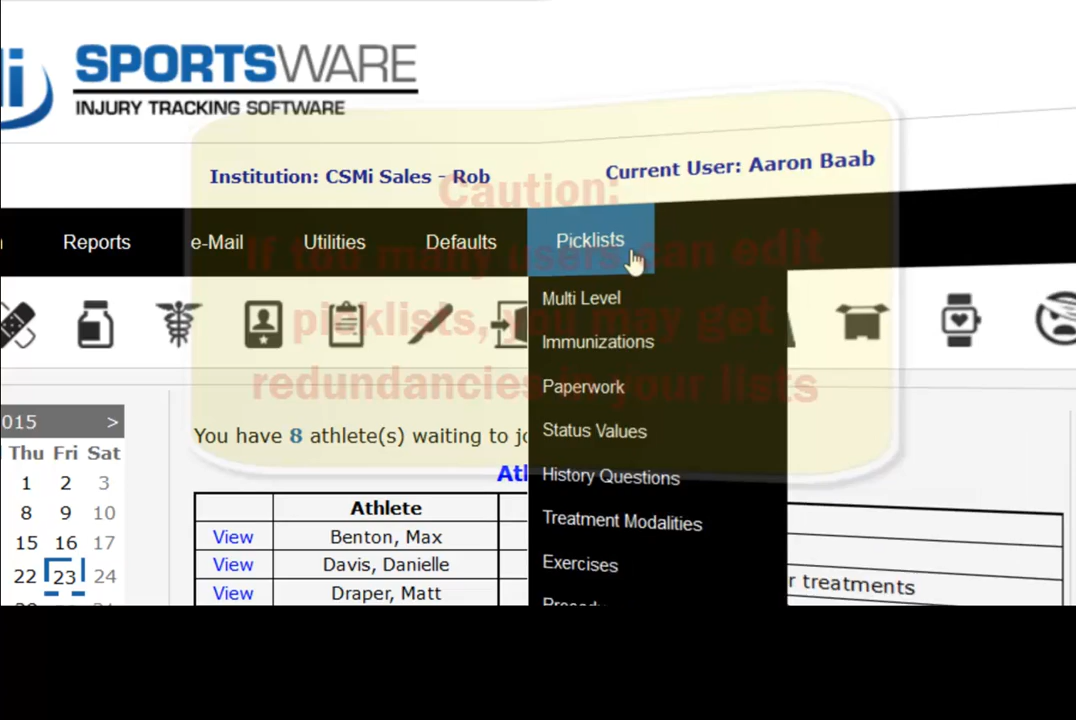 SPORTSWARE
INJURY TRACKING SOFTWARE
Institution: CSMi Sales - Rob
Current User: Aaron Baab
Caution:
If too many users can edit
picklists, you may get
redundancies in your lists
Reports
e-Mail
Utilities
Defaults
Picklists
Multi Level
Immunizations
Paperwork
Status Values
History Questions
Treatment Modalities
Exercises
015 >
Thu Fri Sat
1 2 3
8 9 10
15 16 17
22 23 24
You have 8 athlete(s) waiting to
Athlete
View Benton, Max
View Davis, Danielle
View Draper, Matt
r treatments